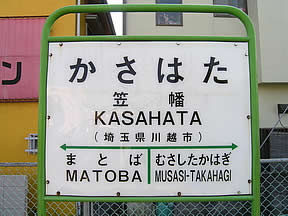 ン
かさはた
笠幡
KASAHATA
(埼玉県川越市)
まとば むさしたかはぎ
MATOBA MUSASI-TAKAHAGI